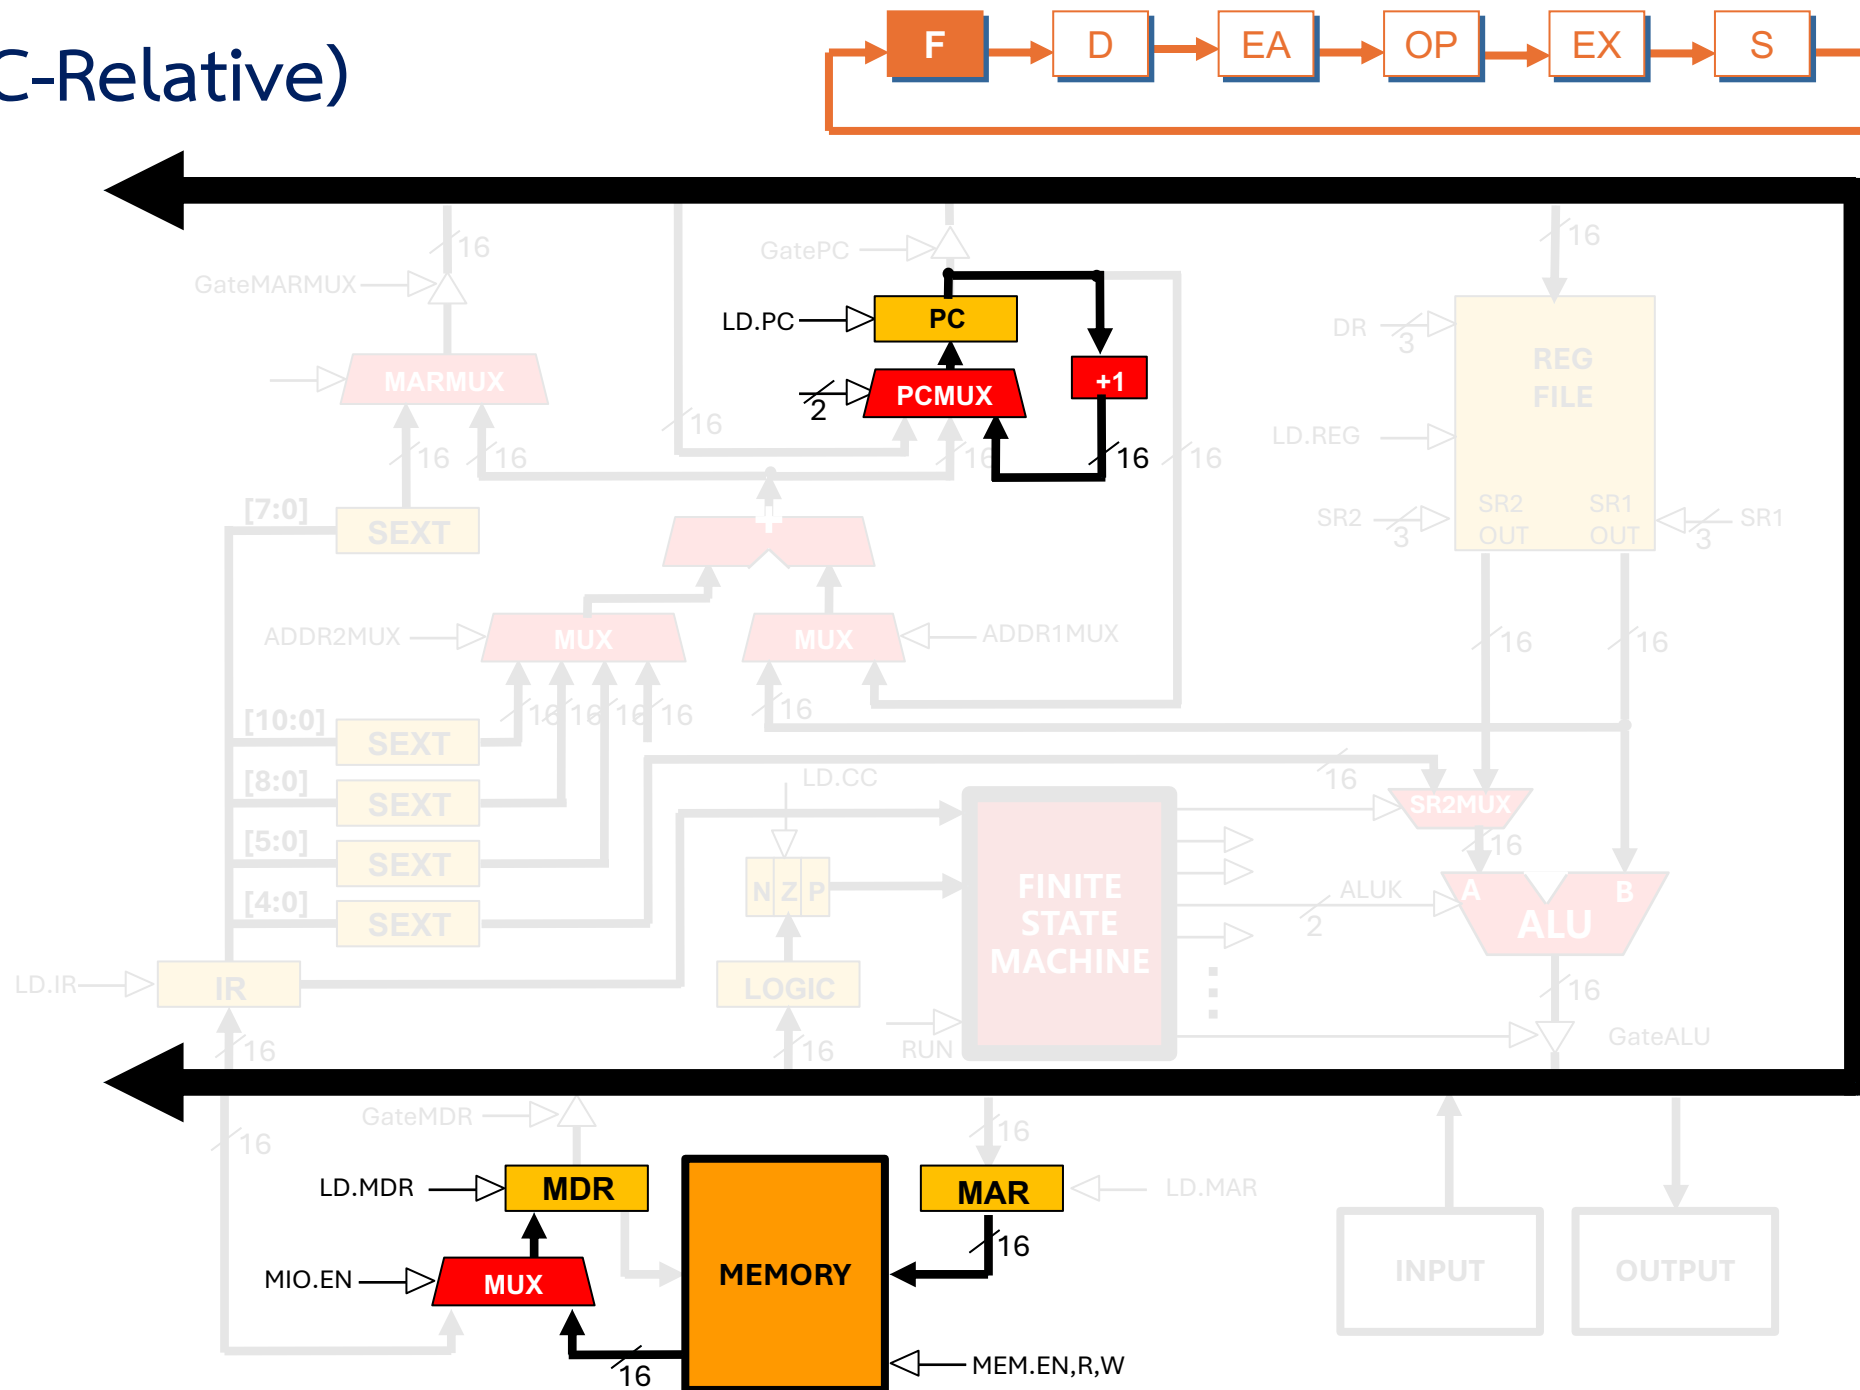 C-Relative)
F D EA OP EX S
16
GatePC
16
GateMARMUX
LD.PC
PC
DR
3
REG
FILE
MARMUX
2
PCMUX
+1
16
LD.REG
16
16
16
16
16
[7:0]
SEXT
+
SR2
3
SR2
OUT
SR1
OUT
3
SR1
ADDR2MUX
MUX
MUX
ADDR1MUX
16
16
16
16
16
16
16
[10:0]
SEXT
LD.CC
16
[8:0]
SEXT
SR2MUX
16
[5:0]
SEXT
N Z P
FINITE
STATE
MACHINE
ALUK
2
A
B
ALU
[4:0]
SEXT
LD.IR
IR
LOGIC
16
16
16
RUN
GateALU
GateMDR
16
16
LD.MDR
MDR
MAR
LD.MAR
16
MIO.EN
MUX
MEMORY
INPUT
OUTPUT
16
MEM.EN,R,W